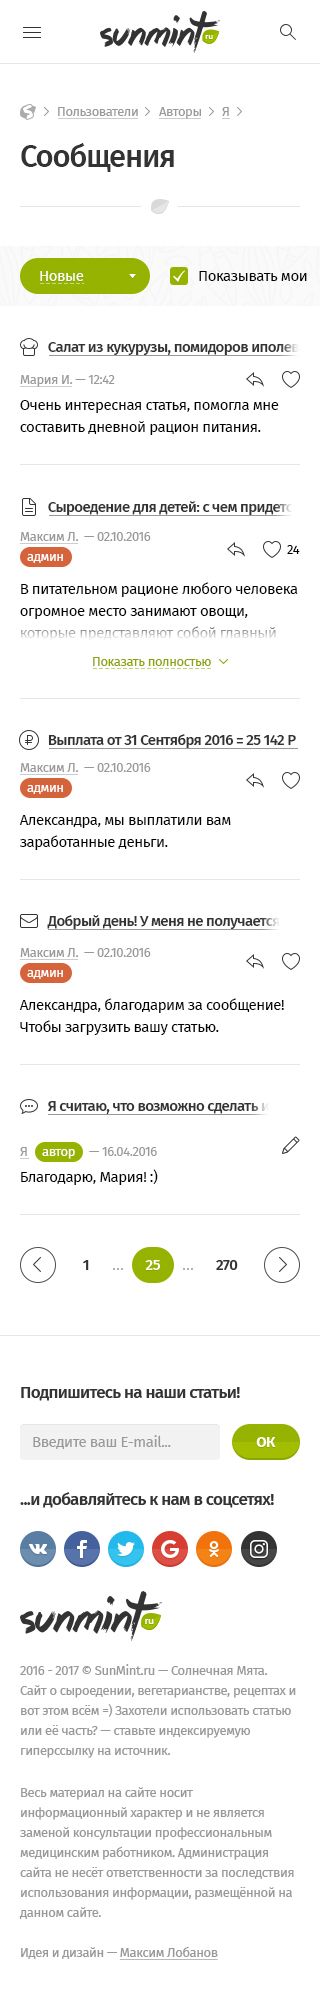 sunmint ru
Пользователи Авторы Я
Сообщения
Новые Показывать мои
Салат из кукурузы, помидоров иполев
Мария И. — 12:42
Очень интересная статья, помогла мне
составить дневной рацион питания.
Сыроедение для детей: с чем придетс
Максим Л. — 02.10.2016
админ
24
В питательном рационе любого человека
огромное место занимают овощи,
которые представляют собой главный
Показать полностью
Выплата от 31 Сентября 2016 = 25 142 Р
Максим Л. — 02.10.2016
админ
Александра, мы выплатили вам
заработанные деньги.
Добрый день! У меня не получается
Максим Л. — 02.10.2016
админ
Александра, благодарим за сообщение!
Чтобы загрузить вашу статью.
Я считаю, что возможно сделать и
Я автор — 16.04.2016
Благодарю, Мария! :)
1 ... 25 ... 270
Подпишитесь на наши статьи!
Введите ваш E-mail... ОК
...и добавляйтесь к нам в соцсетях!
sunmint ru
2016 - 2017 © SunMint.ru — Солнечная Мята.
Сайт о сыроедении, вегетарианстве, рецептах и
вот этом всём =) Захотели использовать статью
или её часть? — ставьте индексируемую
гиперссылку на источник.
Весь материал на сайте носит
информационный характер и не является
заменой консультации профессиональным
медицинским работником. Администрация
сайта не несёт ответственности за последствия
использования информации, размещённой на
данном сайте.
Идея и дизайн — Максим Лобанов